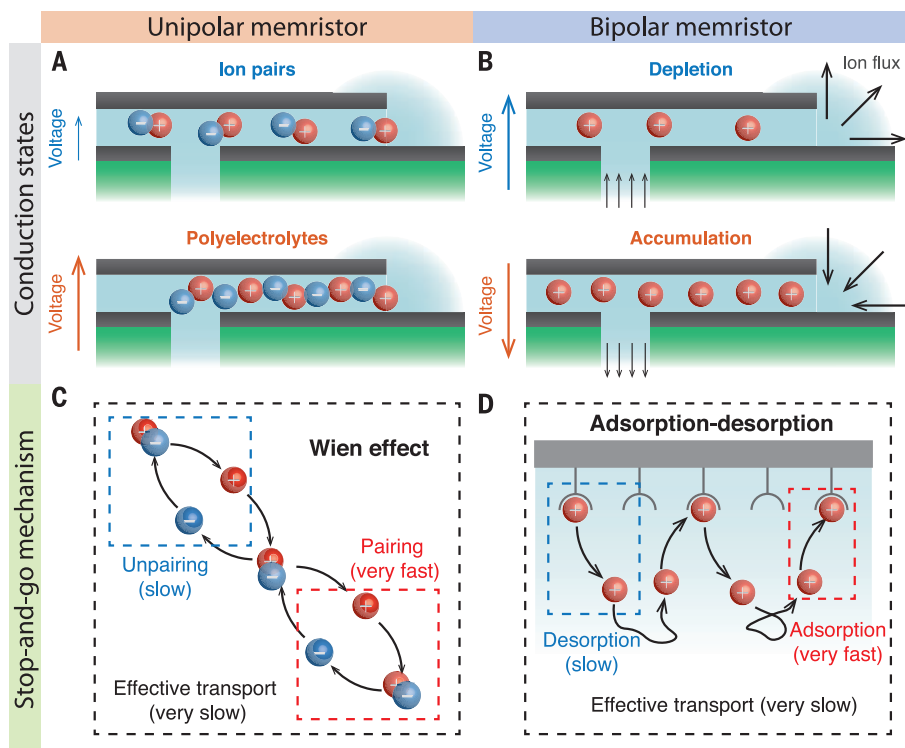 Unipolar memristor
Bipolar memristor
Conduction states
A
Ion pairs
Voltage
− + − + − + − +
B
Depletion
Ion flux
Voltage
+ + +
Polyelectrolytes
Voltage
− + − + − + − + − +
Accumulation
Voltage
+ + + + + +
Stop-and-go mechanism
C
Wien effect
+
−
+
−
Unpairing
(slow)
+
−
Pairing
(very fast)
+
−
+
−
Effective transport
(very slow)
D
Adsorption-desorption
+ + +
+ + + +
Desorption
(slow)
Adsorption
(very fast)
Effective transport (very slow)